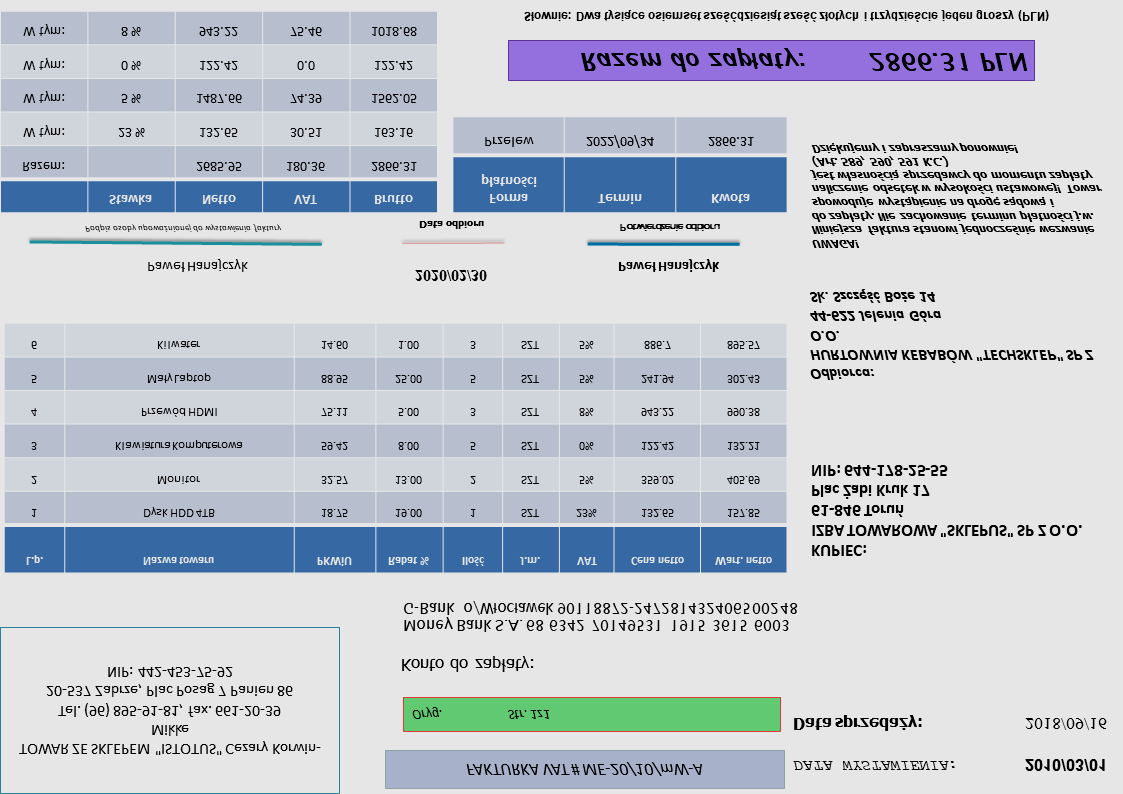 FAKTURKA VAT# ME-20/10/mW-A
DATA WYSTAWIENIA: 2010/03/01
Oryg. Str. 1z1
Data sprzedaży: 2018/09/16
TOWAR ZE SKLEPEM "ISTOTUS" Cezary Korwin-
Mikke
Tel. (96) 895-91-81, fax. 661-20-39
20-537 Zabrze, Plac Posag 7 Panien 86
NIP: 442-453-75-92
Konto do zapłaty:
Money Bank S.A. 68 6342 70149531 1915 3615 6003
G-Bank o/Włocławek 90118872-247281432406500248
KUPIEC:
IZBA TOWAROWA "SKLEPUS" SP Z O.O.
61-846 Toruń
Plac Żabi Kruk 17
NIP: 644-178-25-55
Odbiorca:
HURTOWNIA KEBABÓW "TECHSKLEP" SP Z
O.O.
44-622 Jelenia Góra
Sk. Szczęść Boże 14
L.p. Nazwa towaru PKWiU Rabat % Ilość J.m. VAT Cena netto Wart. netto
1 Dysk HDD 4TB 18.75 19.00 1 SZT 23% 132.65 157.85
2 Monitor 32.57 13.00 2 SZT 5% 359.02 405.69
3 Klawiatura Komputerowa 59.42 8.00 5 SZT 0% 122.42 132.21
4 Przewód HDMI 75.11 5.00 3 SZT 8% 943.22 990.38
5 Mały Laptop 88.95 25.00 5 SZT 5% 241.94 302.43
6 Kilwater 14.60 1.00 3 SZT 5% 886.7 895.57
Paweł Hanajczyk
Podpis osoby upoważnionej do wystawienia faktury
2020/02/30
Data odbioru
Paweł Hanajczyk
Potwierdzenie odbioru
UWAGA!
Niniejsza faktura stanowi jednocześnie wezwanie
do zapłaty. Nie zachowanie terminu płatności j.w.
spowoduje wystąpienie na drogę sądową i
naliczenie odsetek w wysokości ustawowej! Towar
jest własnością sprzedawcy do momentu zapłaty
(Art. 589, 590, 591 K.C.)
Dziękujemy i zapraszamy ponownie!
Stawka Netto VAT Brutto
Razem: 2685.95 180.36 2866.31
W tym: 23 % 132.65 30.51 163.16
W tym: 5 % 1487.66 74.39 1562.05
W tym: 0 % 122.42 0.0 122.42
W tym: 8 % 943.22 75.46 1018.68
Forma
płatności
Termin Kwota
Przelew 2022/09/34 2866.31
Razem do zapłaty: 2866.31 PLN
Słownie: Dwa tysiące osiemset sześćdziesiąt sześć złotych i trzydzieście jeden groszy (PLN)